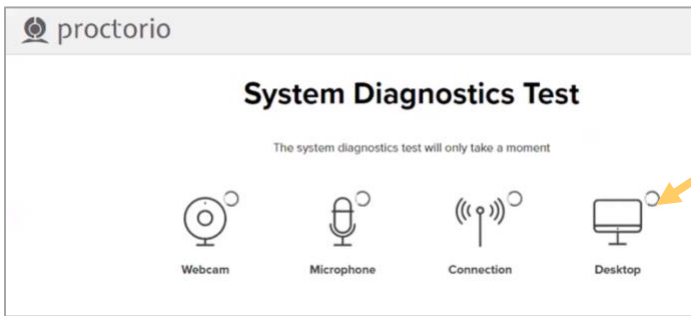 proctorio
System Diagnostics Test
The system diagnostics test will only take a moment
Webcam Microphone Connection Desktop